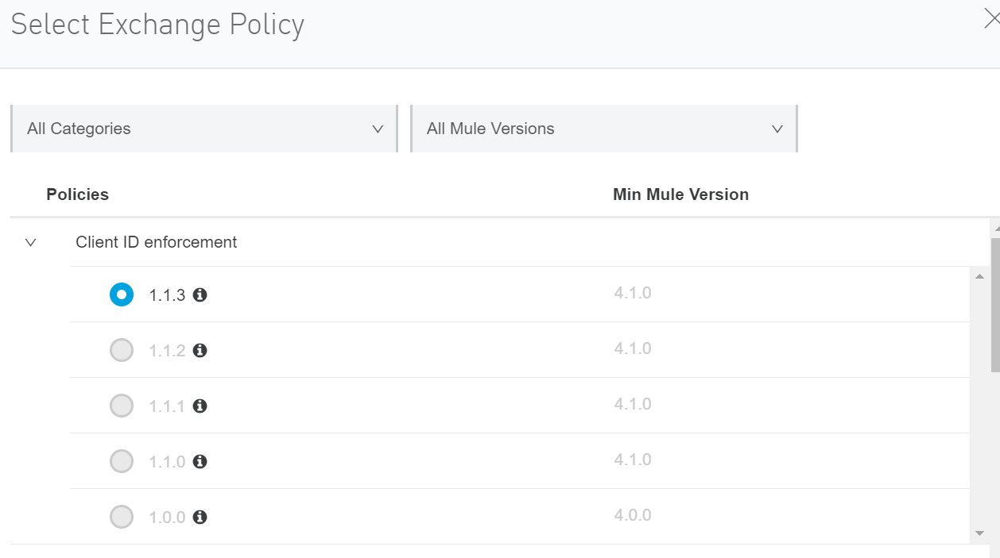 Select Exchange Policy
All Categories
All Mule Versions
Policies Min Mule Version
Client ID enforcement
1.1.3 4.1.0
1.1.2 4.1.0
1.1.1 4.1.0
1.1.0 4.1.0
1.0.0 4.0.0